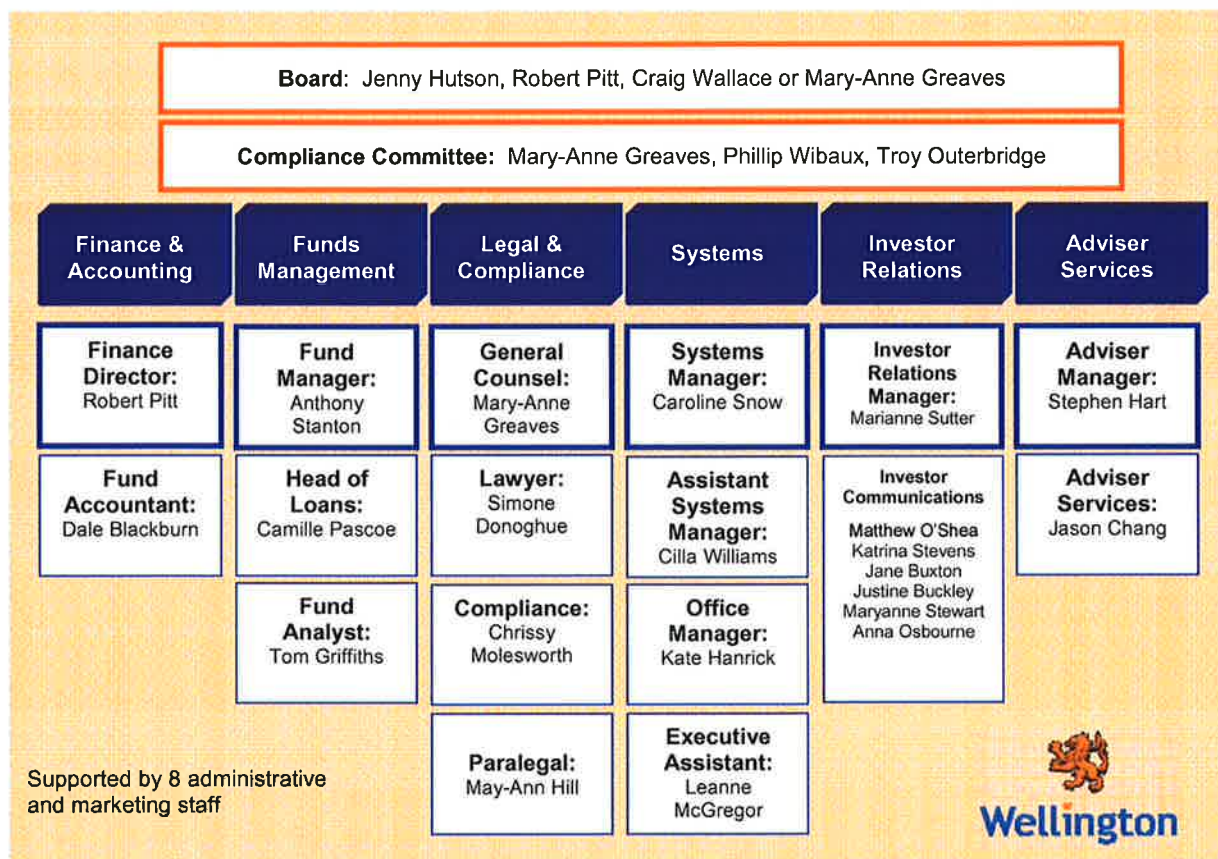 Board: Jenny Hutson, Robert Pitt, Craig Wallace or Mary-Anne Greaves
Compliance Committee: Mary-Anne Greaves, Phillip Wibaux, Troy Outerbridge
Finance &
Accounting
Funds
Management
Legal &
Compliance
Systems
Investor
Relations
Adviser
Services
Finance
Director:
Robert Pitt
Fund
Manager:
Anthony
Stanton
General
Counsel:
Mary-Anne
Greaves
Systems
Manager:
Caroline Snow
Investor
Relations
Manager:
Marianne Sutter
Adviser
Manager:
Stephen Hart
Fund
Accountant:
Dale Blackburn
Head of
Loans:
Camille Pascoe
Lawyer:
Simone
Donoghue
Assistant
Systems
Manager:
Cilla Williams
Investor
Communications
Matthew O'Shea
Katrina Stevens
Jane Buxton
Justine Buckley
Maryanne Stewart
Anna Osbourne
Adviser
Services:
Jason Chang
Fund
Analyst:
Tom Griffiths
Compliance:
Chrissy
Molesworth
Office
Manager:
Kate Hanrick
Paralegal:
May-Ann Hill
Executive
Assistant:
Leanne
McGregor
Supported by 8 administrative
and marketing staff
Wellington